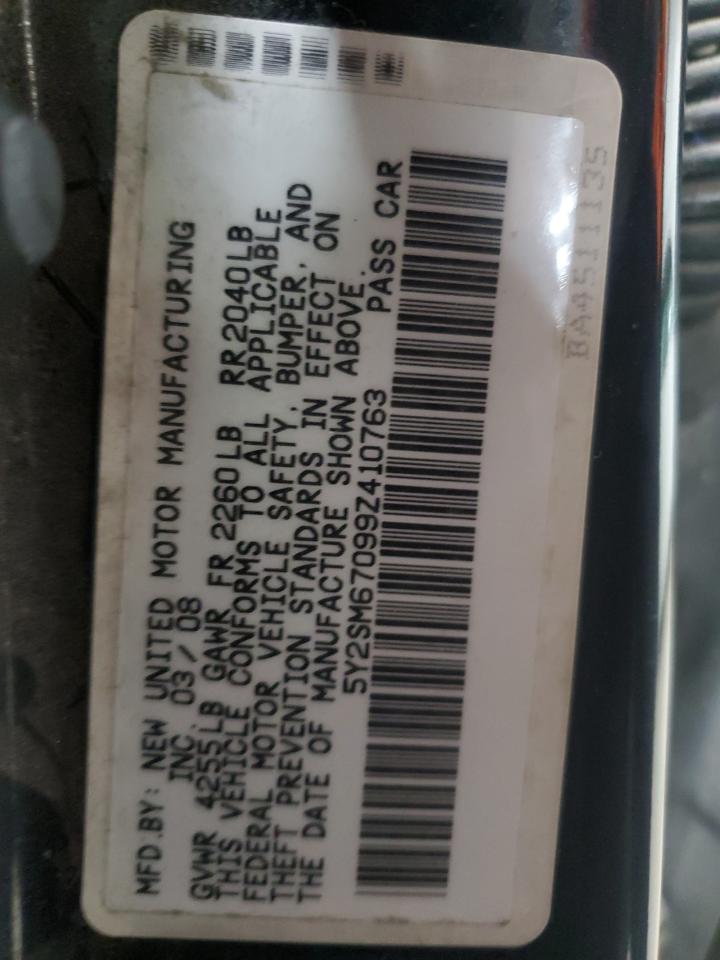 MFD.BY: NEW UNITED MOTOR MANUFACTURING
INC. 03/08
GVWR 4255LB GAWR FR 2260LB RR2040LB
THIS VEHICLE CONFORMS TO ALL APPLICABLE
FEDERAL MOTOR VEHICLE SAFETY, BUMPER, AND
THEFT PREVENTION STANDARDS IN EFFECT ON
THE DATE OF MANUFACTURE SHOWN ABOVE.
5Y2SM67099Z410763 PASS CAR
BA4511135